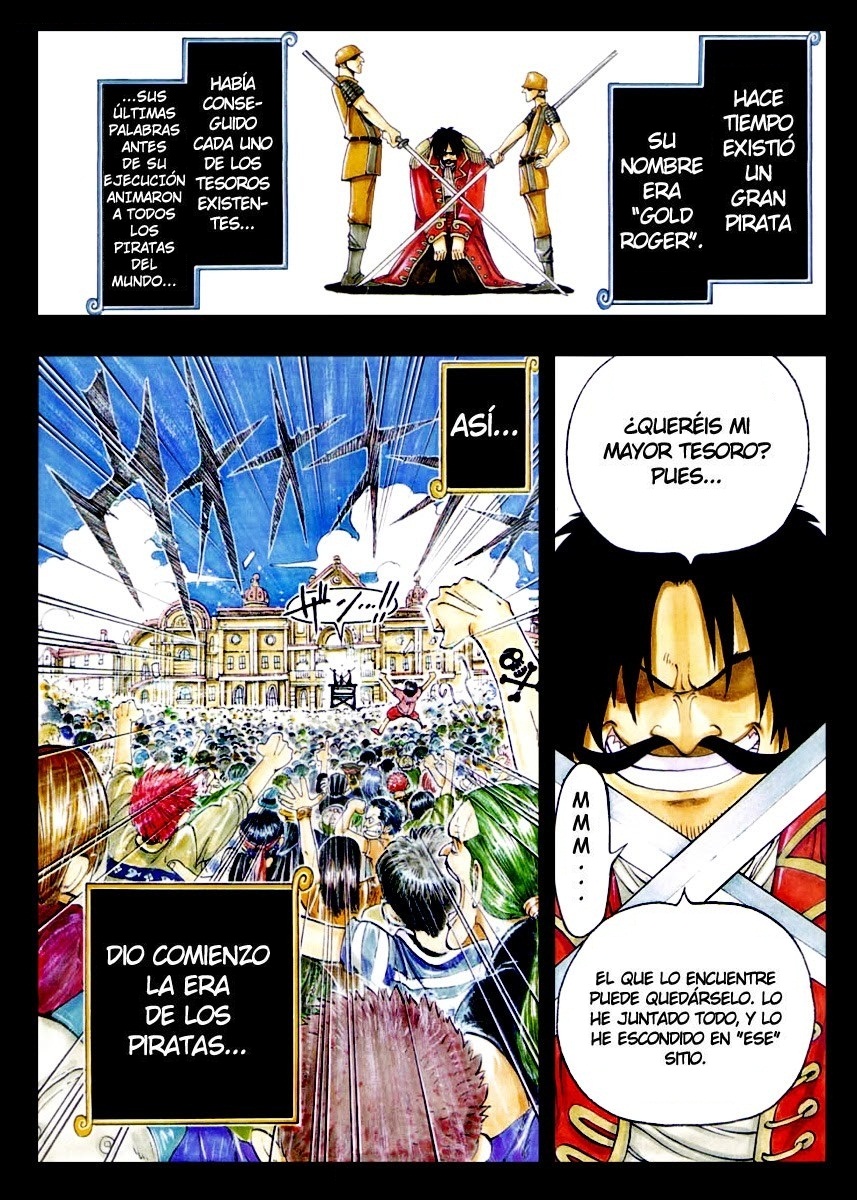 HACE
TIEMPO
EXISTIÓ
UN
GRAN
PIRATA
SU
NOMBRE
ERA
"GOLD
ROGER".
HABÍA
CONSE-
GUIDO
CADA UNO
DE LOS
TESOROS
EXISTEN-
TES...
...SUS
ÚLTIMAS
PALABRAS
ANTES
DE SU
EJECUCIÓN
ANIMARON
A TODOS
LOS
PIRATAS
DEL
MUNDO...
¿QUERÉIS MI
MAYOR TESORO?
PUES...
MMM...
EL QUE LO ENCUENTRE
PUEDE QUEDÁRSELO. LO
HE JUNTADO TODO, Y LO
HE ESCONDIDO EN "ESE"
SITIO.
ASÍ...
DIO COMIENZO
LA ERA
DE LOS
PIRATAS...